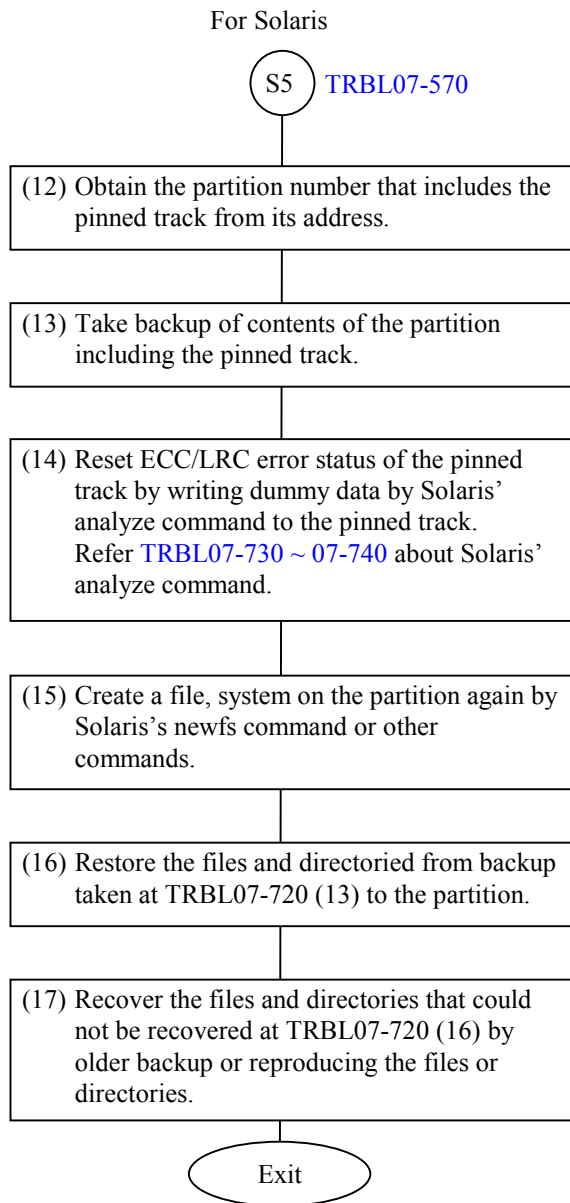 For Solaris
S5 TRBL07-570
(12) Obtain the partition number that includes the
pinned track from its address.
(13) Take backup of contents of the partition
including the pinned track.
(14) Reset ECC/LRC error status of the pinned
track by writing dummy data by Solaris’
analyze command to the pinned track.
Refer TRBL07-730 ~ 07-740 about Solaris’
analyze command.
(15) Create a file, system on the partition again by
Solaris’s newfs command or other
commands.
(16) Restore the files and directoried from backup
taken at TRBL07-720 (13) to the partition.
(17) Recover the files and directories that could
not be recovered at TRBL07-720 (16) by
older backup or reproducing the files or
directories.
Exit